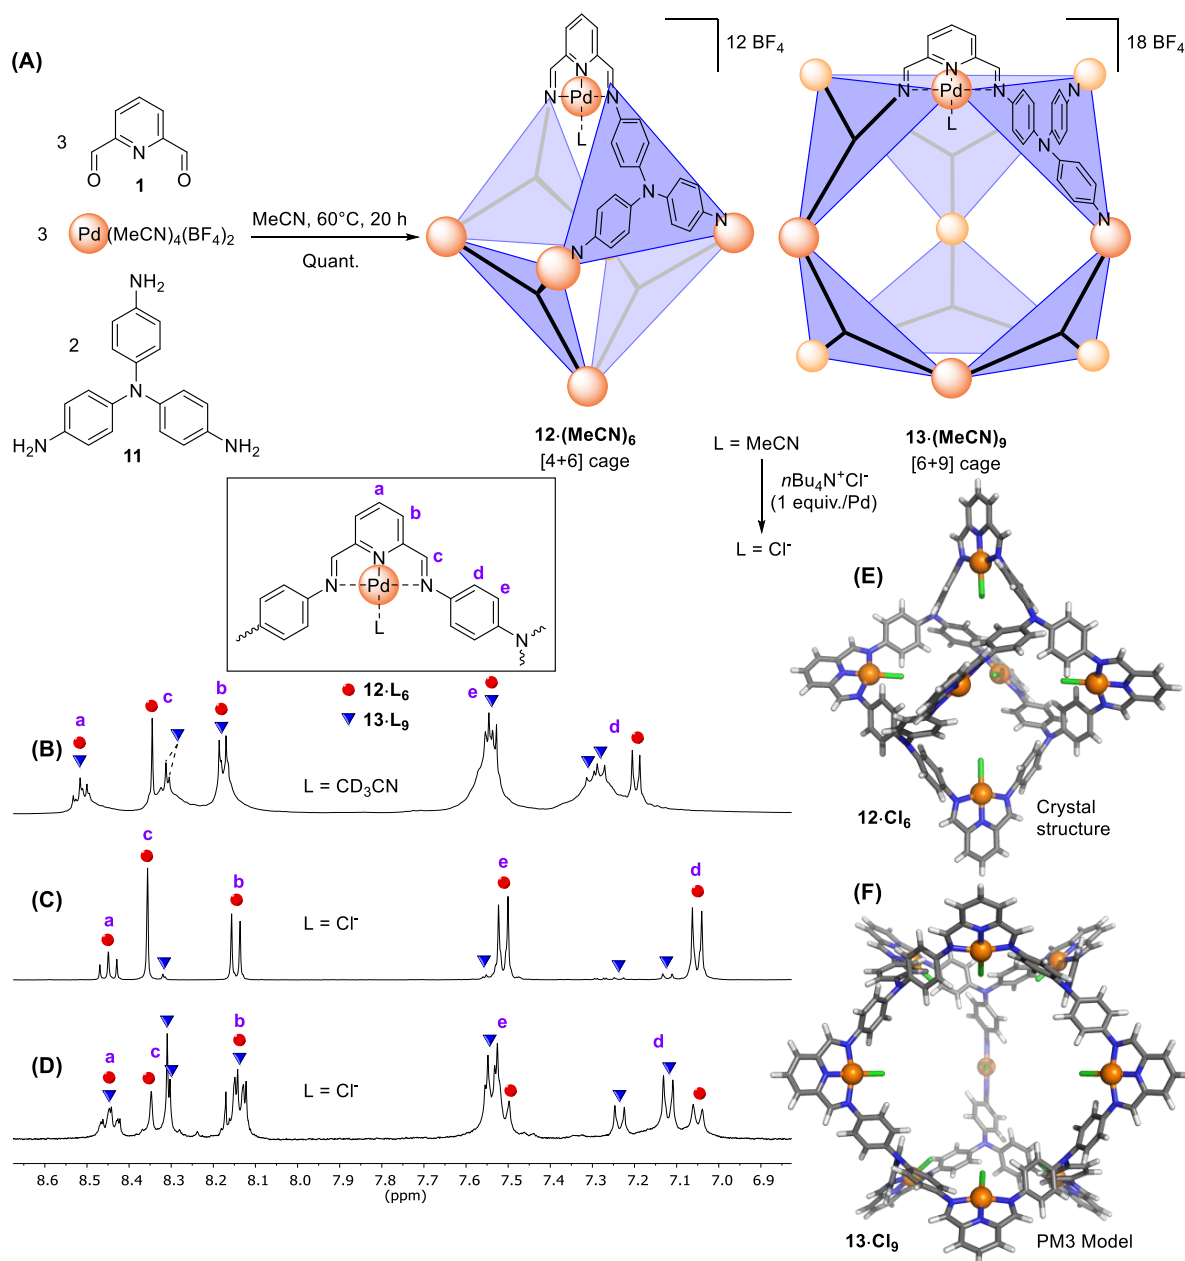 (A)
3
N
O
O
1
3
Pd
(MeCN)4(BF4)2
NH2
2
N
H2N
NH2
11
MeCN, 60°C, 20 h
Quant.
12 BF4
N
N
Pd
N
L
N
N
N
12·(MeCN)6
[4+6] cage
18 BF4
N
N
Pd
N
L
N
N
N
13·(MeCN)9
[6+9] cage
L = MeCN
nBu4N+Cl-
(1 equiv./Pd)
L = Cl-
a
b
c
d
e
N
N
Pd
N
L
N
12·L6
13·L9
(B)
a
c
b
e
d
L = CD3CN
(C)
a
c
b
e
d
L = Cl-
(D)
a
c
b
e
d
L = Cl-
8.6 8.5 8.4 8.3 8.2 8.1 8.0 7.9 7.8 7.7 7.6 7.5 7.4 7.3 7.2 7.1 7.0 6.9
(ppm)
(E)
12·Cl6
Crystal
structure
(F)
13·Cl9
PM3 Model